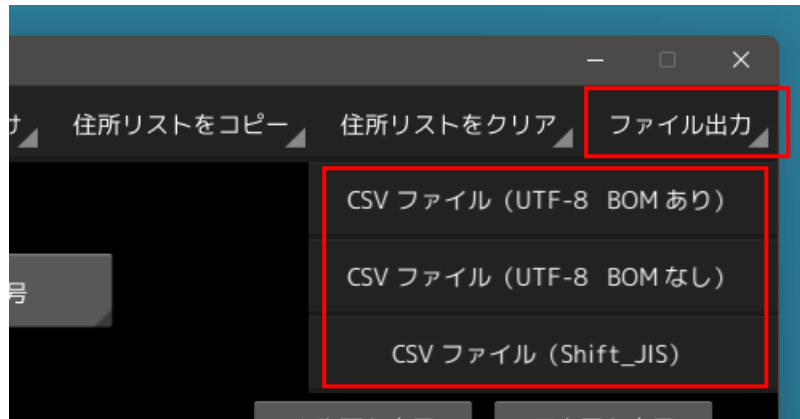 住所リストをコピー 住所リストをクリア ファイル出力
CSV ファイル（UTF-8 BOM あり）
CSV ファイル（UTF-8 BOM なし）
号
CSV ファイル（Shift_JIS）